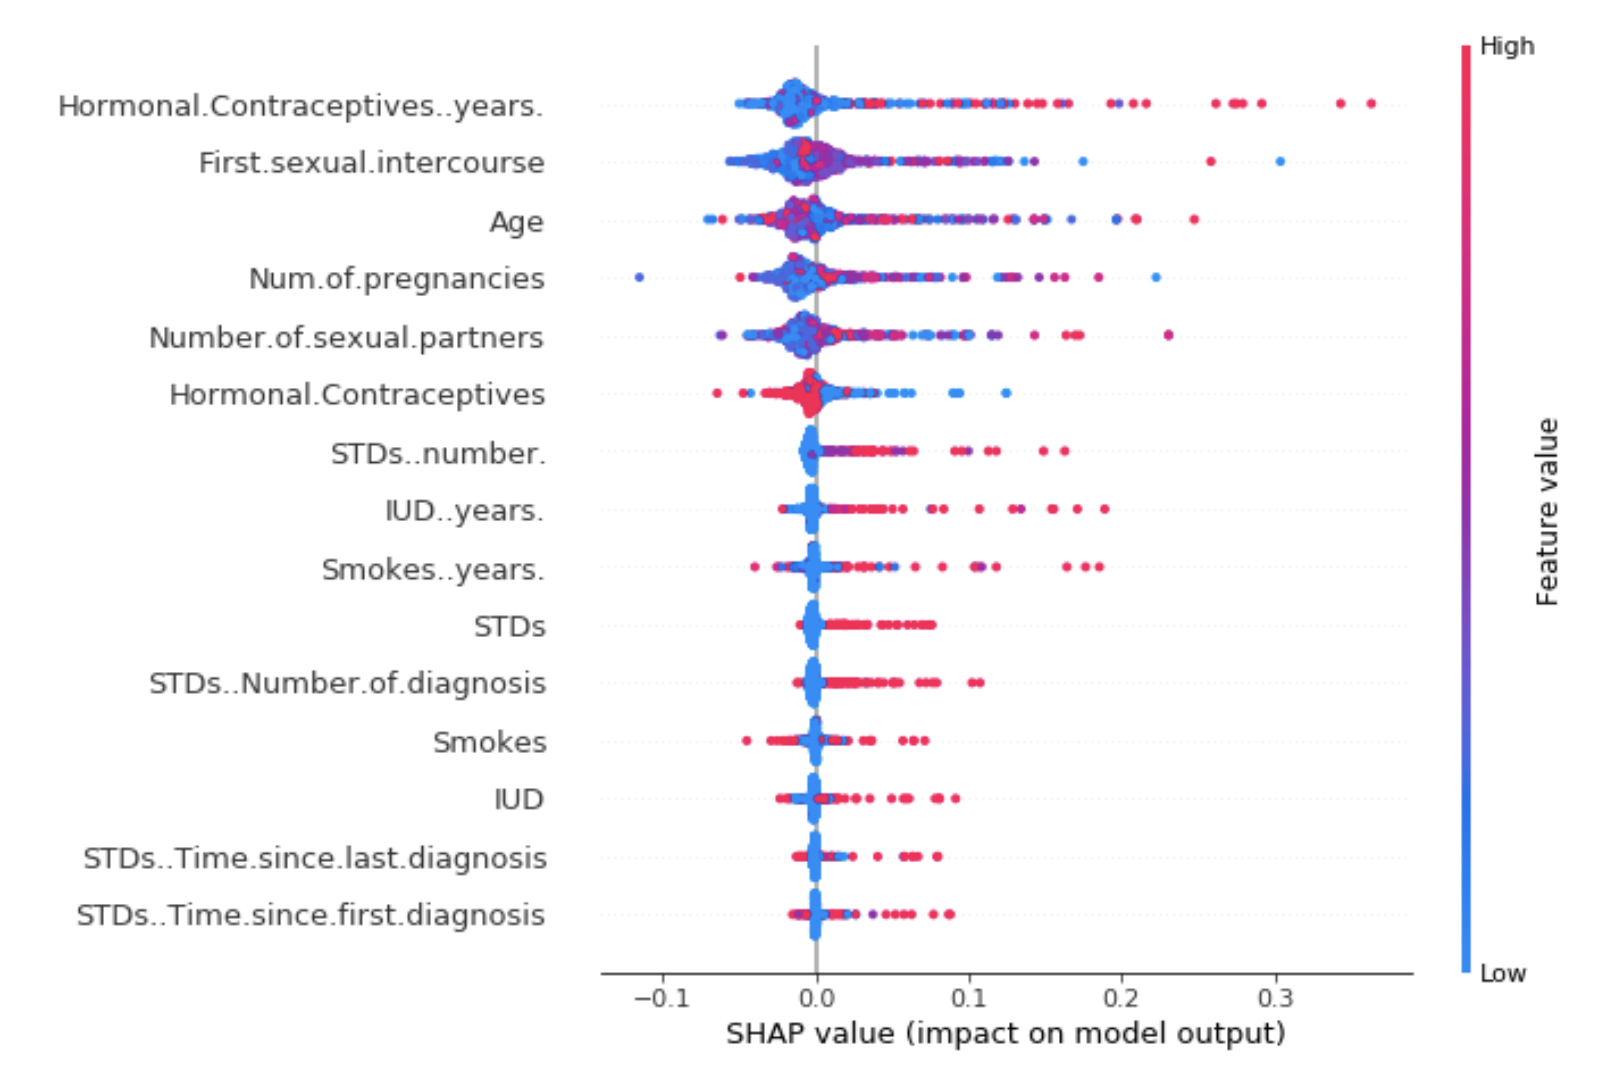 High
Hormonal.Contraceptives..years.
First.sexual.intercourse
Age
Num.of.pregnancies
Number.of.sexual.partners
Hormonal.Contraceptives
STDs..number.
IUD..years.
Smokes..years.
STDs
STDs..Number.of.diagnosis
Smokes
IUD
STDs..Time.since.last.diagnosis
STDs..Time.since.first.diagnosis
Feature value
Low
−0.1 0.0 0.1 0.2 0.3
SHAP value (impact on model output)